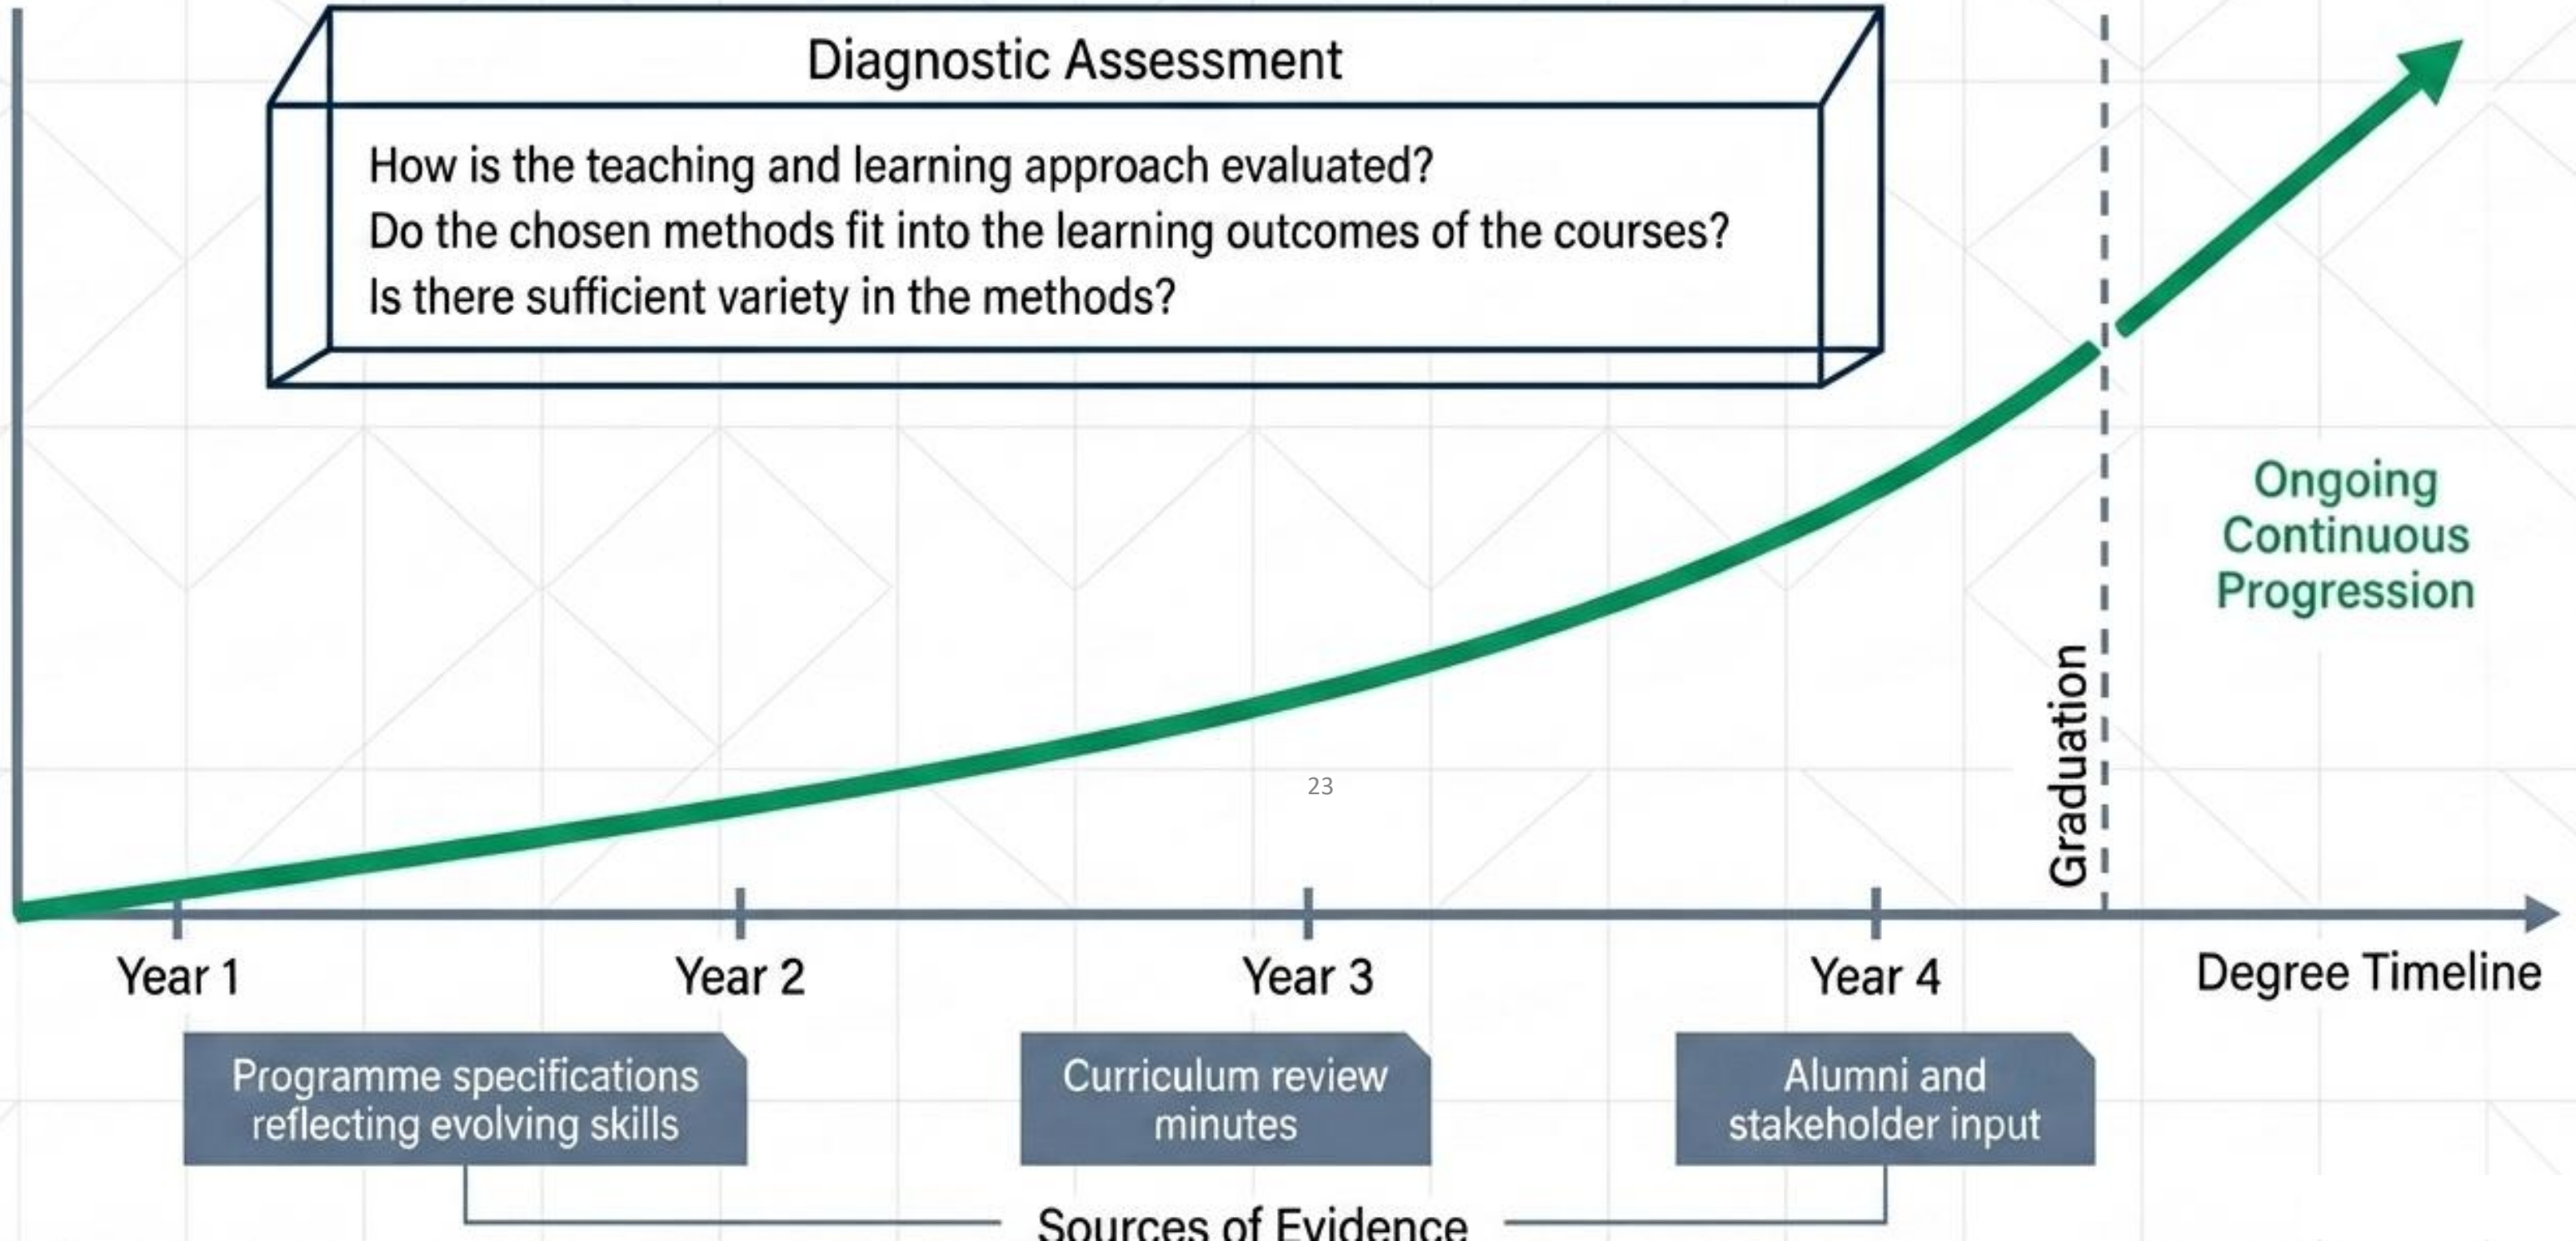 Diagnostic Assessment
How is the teaching and learning approach evaluated?
Do the chosen methods fit into the learning outcomes of the courses?
Is there sufficient variety in the methods?
Ongoing
Continuous
Progression
Graduation
23
Year 1
Year 2
Year 3
Year 4
Degree Timeline
Programme specifications
reflecting evolving skills
Curriculum review
minutes
Alumni and
stakeholder input
Sources of Evidence